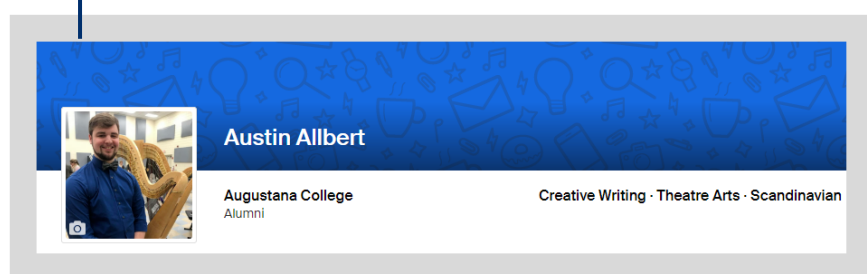 Austin Allbert
Augustana College
Creative Writing · Theatre Arts · Scandinavian
Alumni